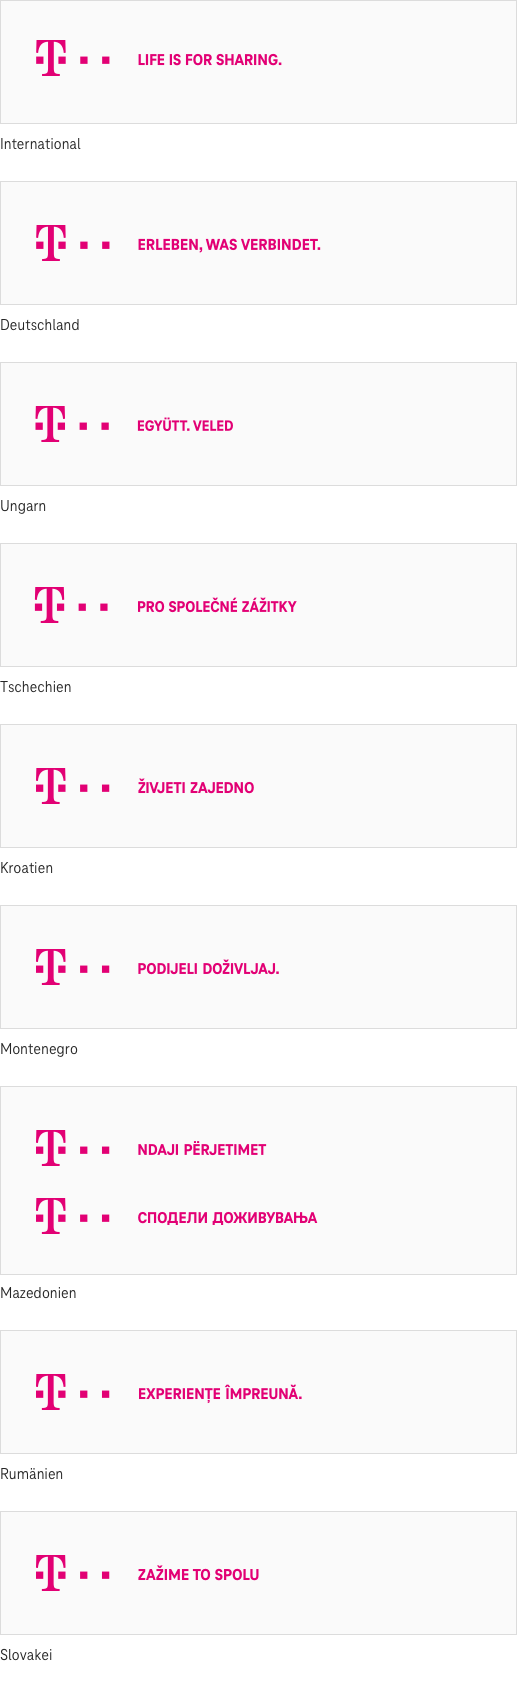 T LIFE IS FOR SHARING.
International
T ERLEBEN, WAS VERBINDET.
Deutschland
T EGYÜTT. VELED
Ungarn
T PRO SPOLEČNÉ ZÁŽITKY
Tschechien
T ŽIVJETI ZAJEDNO
Kroatien
T PODIJELI DOŽIVLJAJ.
Montenegro
T NDAJI PËRJETIMET
T СПОДЕЛИ ДОЖИВУВАЊА
Mazedonien
T EXPERIENȚE ÎMPREUNĂ.
Rumänien
T ZAŽIME TO SPOLU
Slovakei